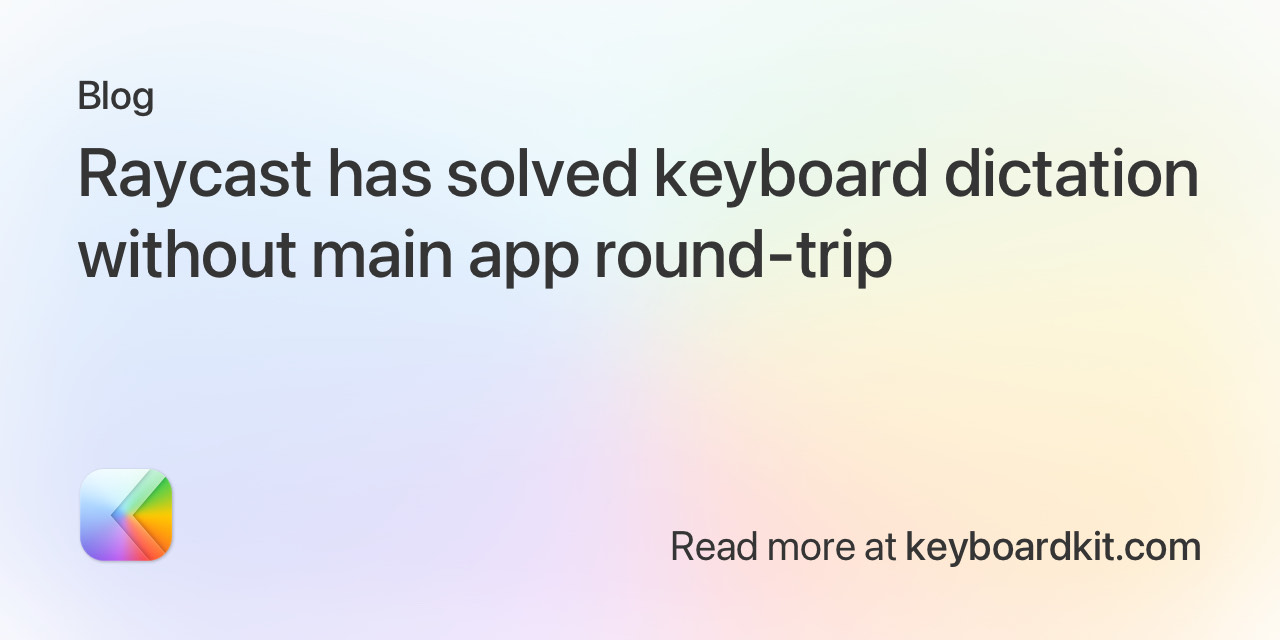 Blog
Raycast has solved keyboard dictation
without main app round-trip
Read more at keyboardkit.com